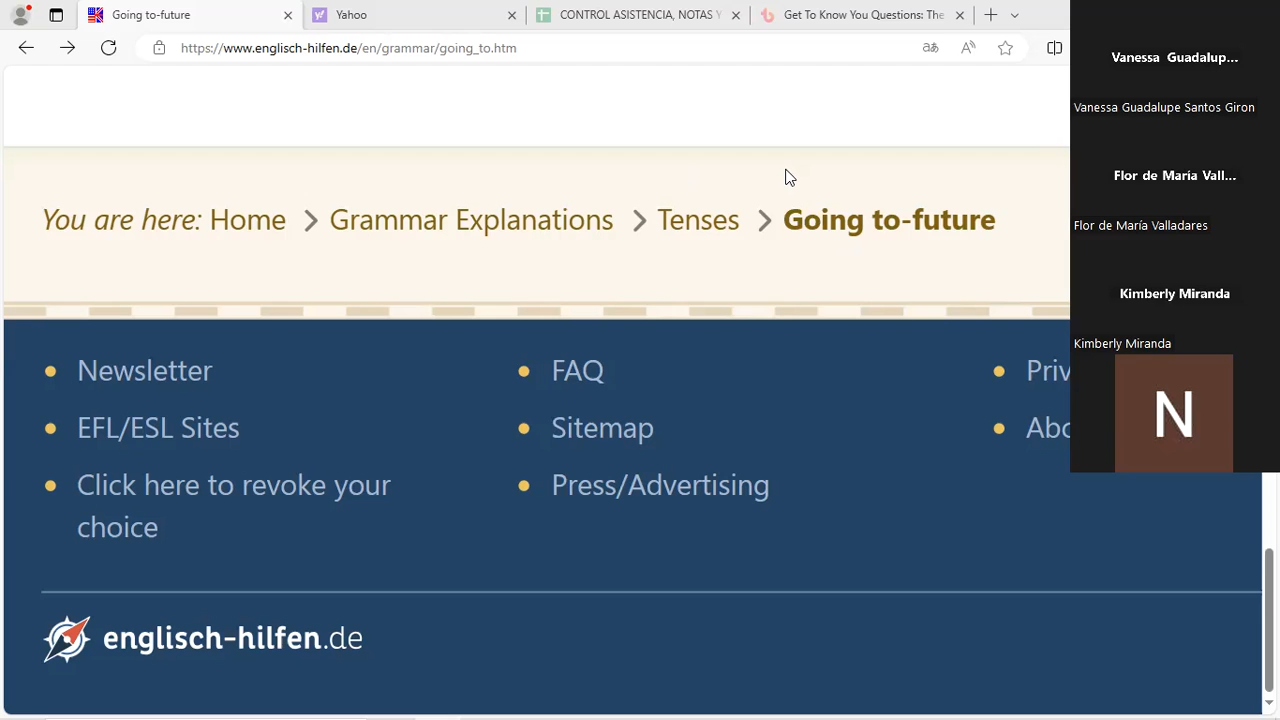 Going to-future
Yahoo
CONTROL ASISTENCIA, NOTAS Y
Get To Know You Questions: The
https://www.englisch-hilfen.de/en/grammar/going_to.htm
You are here: Home > Grammar Explanations > Tenses > Going to-future
Newsletter
FAQ
Priv
EFL/ESL Sites
Sitemap
Abo
Click here to revoke your
choice
Press/Advertising
englisch-hilfen.de
Vanessa Guadalup...
Vanessa Guadalupe Santos Giron
Flor de María Vall...
Flor de María Valladares
Kimberly Miranda
Kimberly Miranda
N